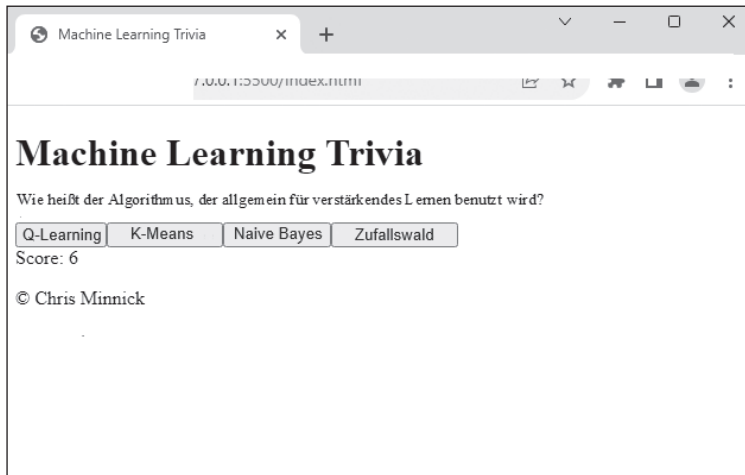 Machine Learning Trivia
7.0.0.1:5500/index.html
Machine Learning Trivia
Wie heißt der Algorithmus, der allgemein für verstärkendes Lernen benutzt wird?
Q-Learning K-Means Naive Bayes Zufallswald
Score: 6
© Chris Minnick